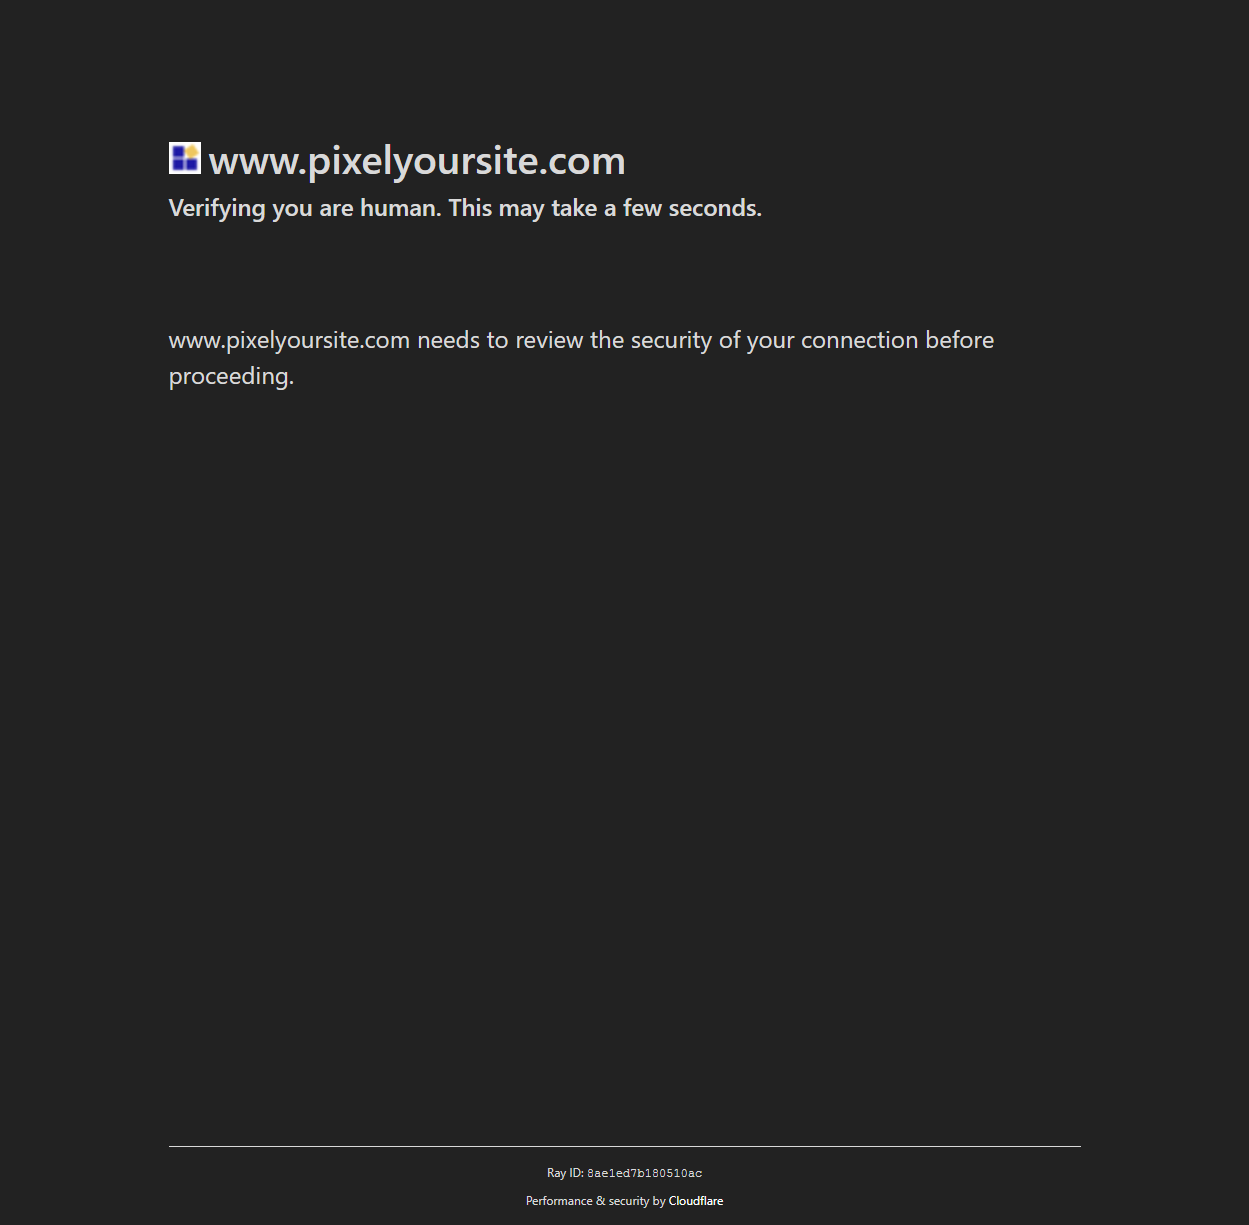 www.pixelyoursite.com
Verifying you are human. This may take a few seconds.
www.pixelyoursite.com needs to review the security of your connection before
proceeding.
Ray ID: 8ae1ed7b180510ac
Performance & security by Cloudflare